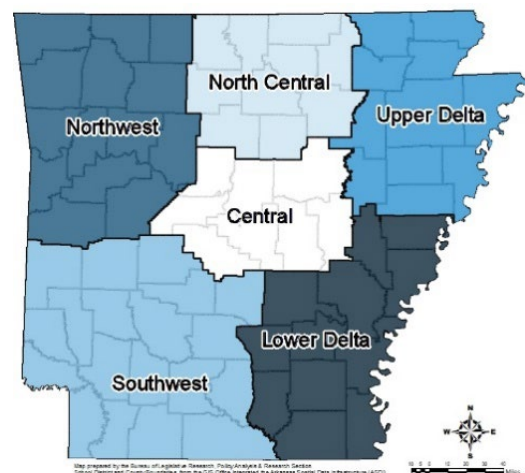 North Central
Northwest
Upper Delta
Central
Lower Delta
Southwest
N
W E
S
Map prepared by the Bureau of Legislative Research, Policy Analysis & Research Section
Miles